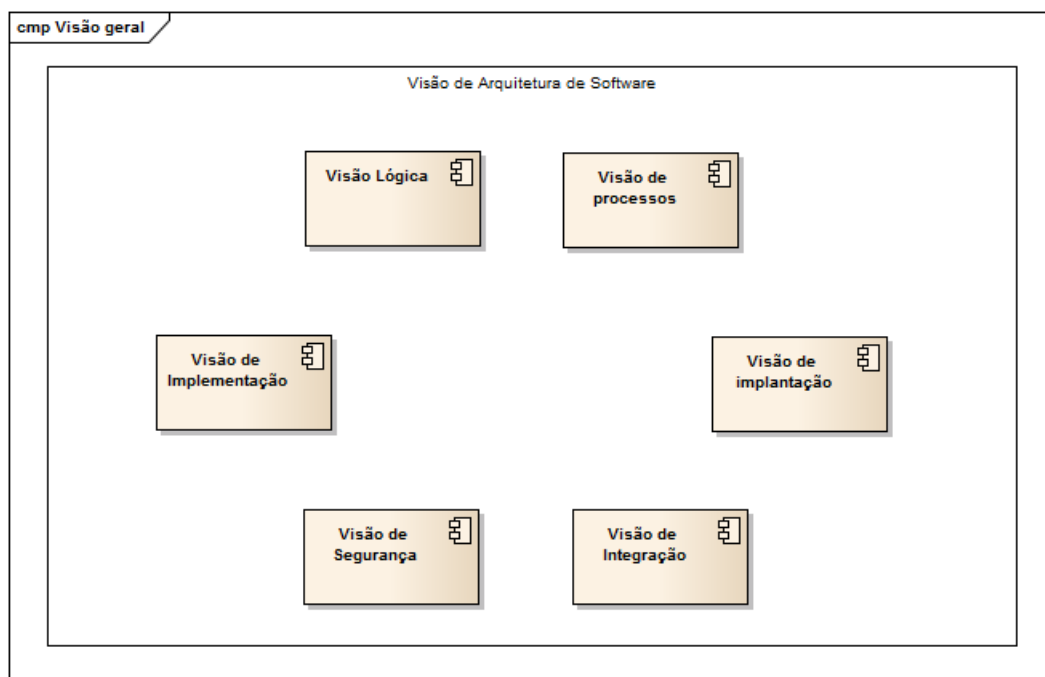 cmp Visão geral
Visão de Arquitetura de Software
Visão Lógica
Visão de
processos
Visão de
Implementação
Visão de
implantação
Visão de
Segurança
Visão de
Integração